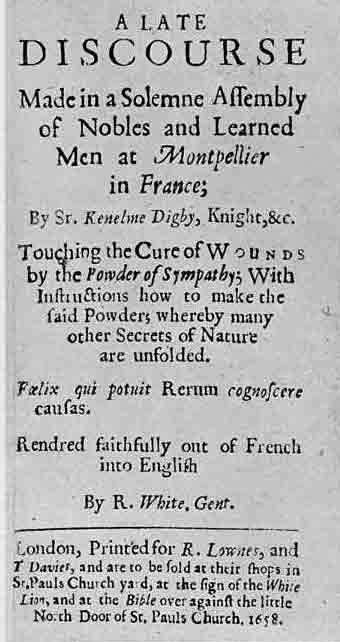 A LATE
DISCOURSE
Made in a Solemne Aſſembly
of Nobles and Learned
Men at Montpellier
in France;
By Sr. Kenelme Digby, Knight,&c.
Touching the Cure of WOUNDS
by the Powder of Sympathy; With
Inſtructions how to make the
ſaid Powder; whereby many
other Secrets of Nature
are unfolded.
Fœlix qui potuit Rerum cognoſcere
cauſas.
Rendred faithfully out of French
into Engliſh
By R. White, Gent.
London, Printed for R. Lownes, and
T Davies, and are to be ſold at their ſhops in
St. Pauls Church yard, at the ſign of the White
Lion, and at the Bible over againſt the little
North Door of St. Pauls Church. 1658.